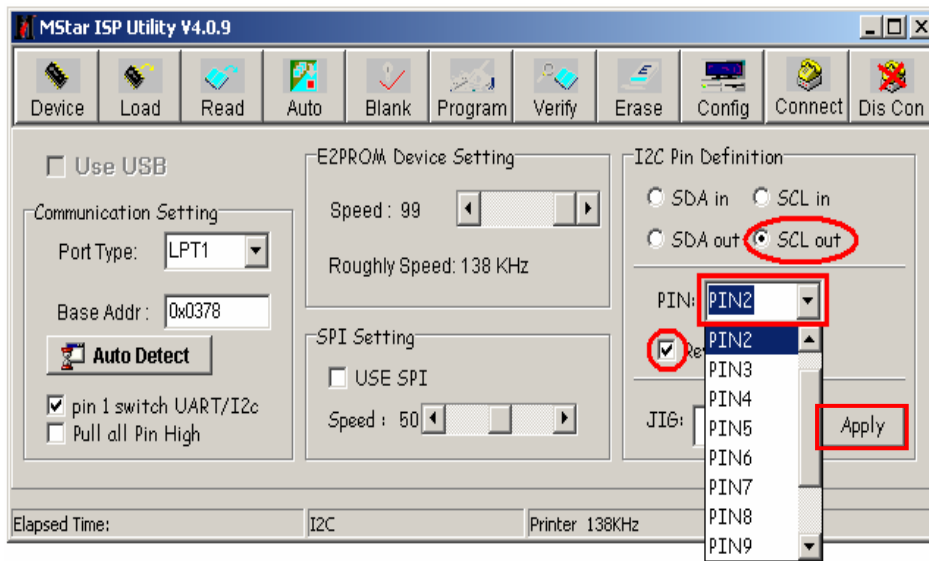 MStar ISP Utility V4.0.9
Device Load Read Auto Blank Program Verify Erase Config Connect Dis Con
Use USB
Communication Setting
Port Type: LPT1
Base Addr : 0x0378
Auto Detect
pin 1 switch UART/I2c
Pull all Pin High
E2PROM Device Setting
Speed : 99
Roughly Speed: 138 KHz
SPI Setting
USE SPI
Speed : 50
I2C Pin Definition
SDA in SCL in
SDA out SCL out
PIN: PIN2
PIN2
PIN3
PIN4
PIN5
PIN6
PIN7
PIN8
PIN9
JIG:
Apply
Elapsed Time: I2C Printer 138KHz